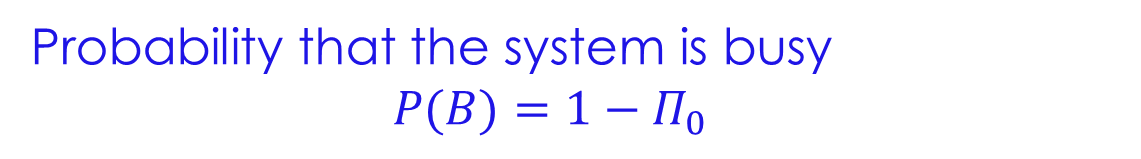 Probability that the system is busy
P(B) = 1 − Π₀